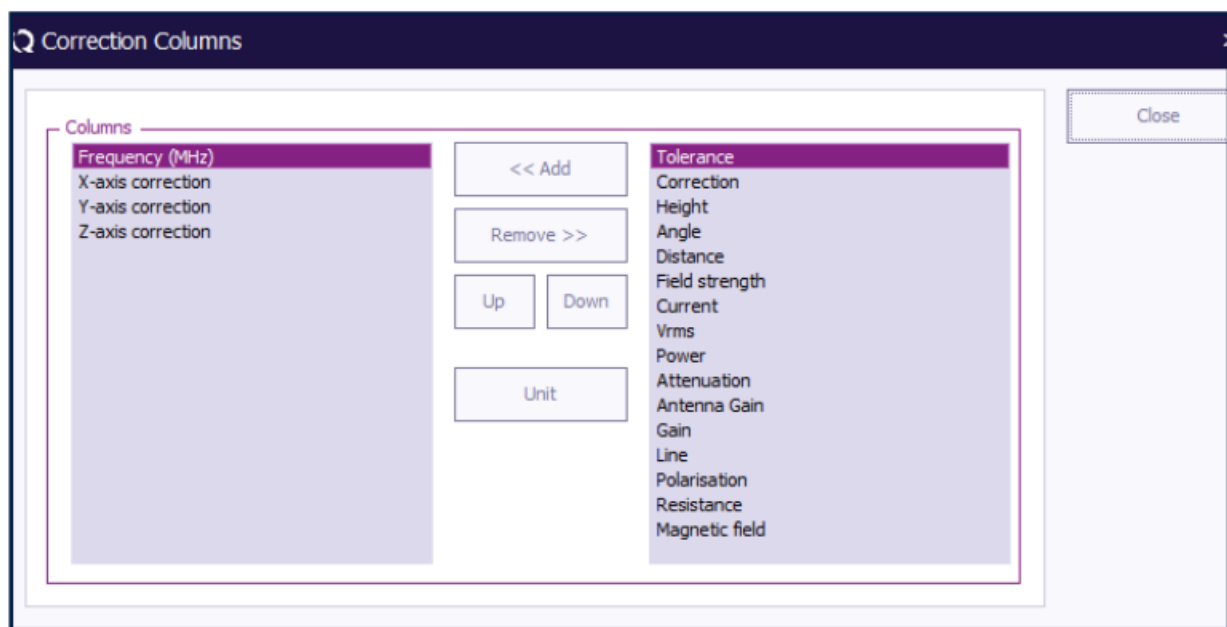 Correction Columns
Close
Columns
Frequency (MHz)
X-axis correction
Y-axis correction
Z-axis correction
<< Add
Remove >>
Up
Down
Unit
Tolerance
Correction
Height
Angle
Distance
Field strength
Current
Vrms
Power
Attenuation
Antenna Gain
Gain
Line
Polarisation
Resistance
Magnetic field